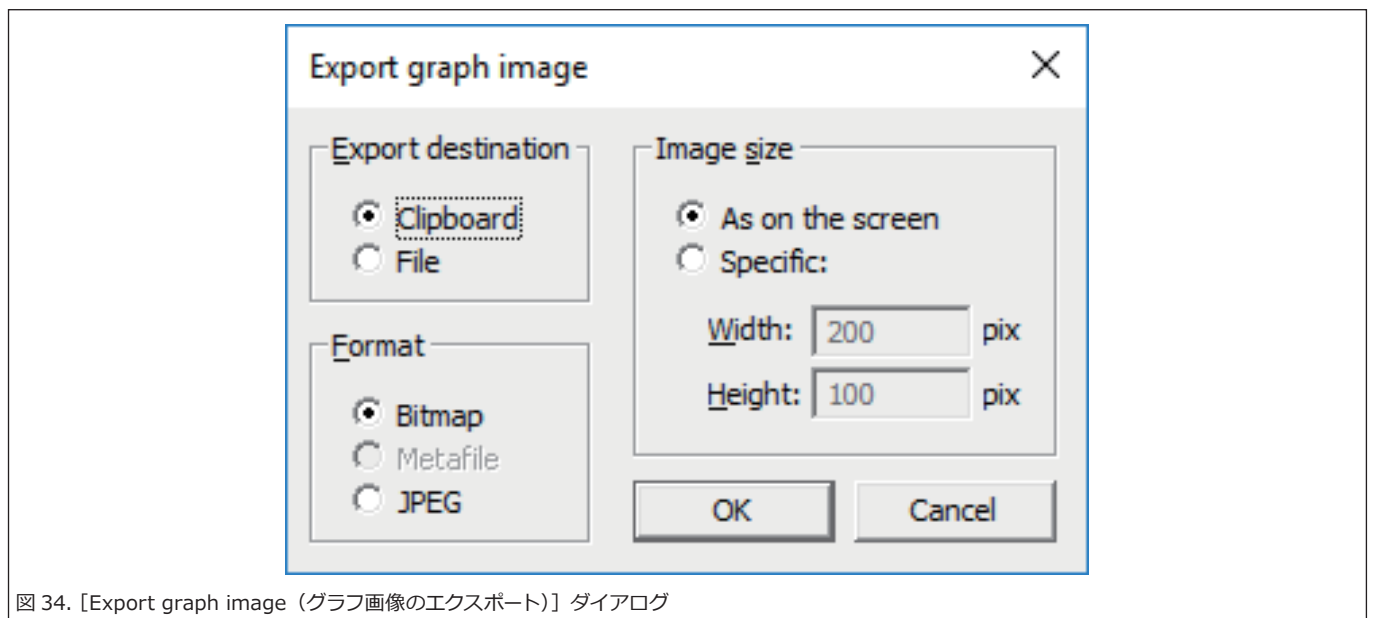 Export graph image
Export destination
Clipboard
File
Format
Bitmap
Metafile
JPEG
Image size
As on the screen
Specific:
Width: 200 pix
Height: 100 pix
OK
Cancel
図 34.［Export graph image（グラフ画像のエクスポート）］ダイアログ